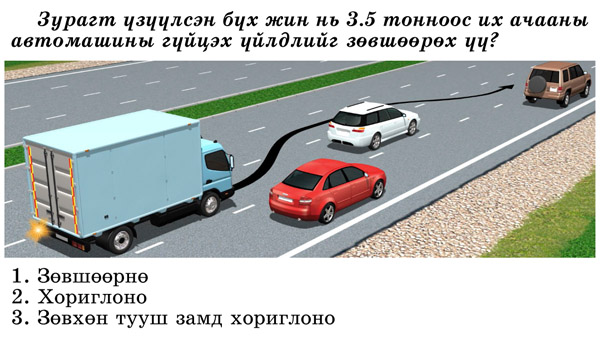 Зурагт үзүүлсэн бүх жин нь 3.5 тонноос их ачааны
автомашины гүйцэх үйлдлийг зөвшөөрөх үү?
1. Зөвшөөрнө
2. Хориглоно
3. Зөвхөн тууш замд хориглоно